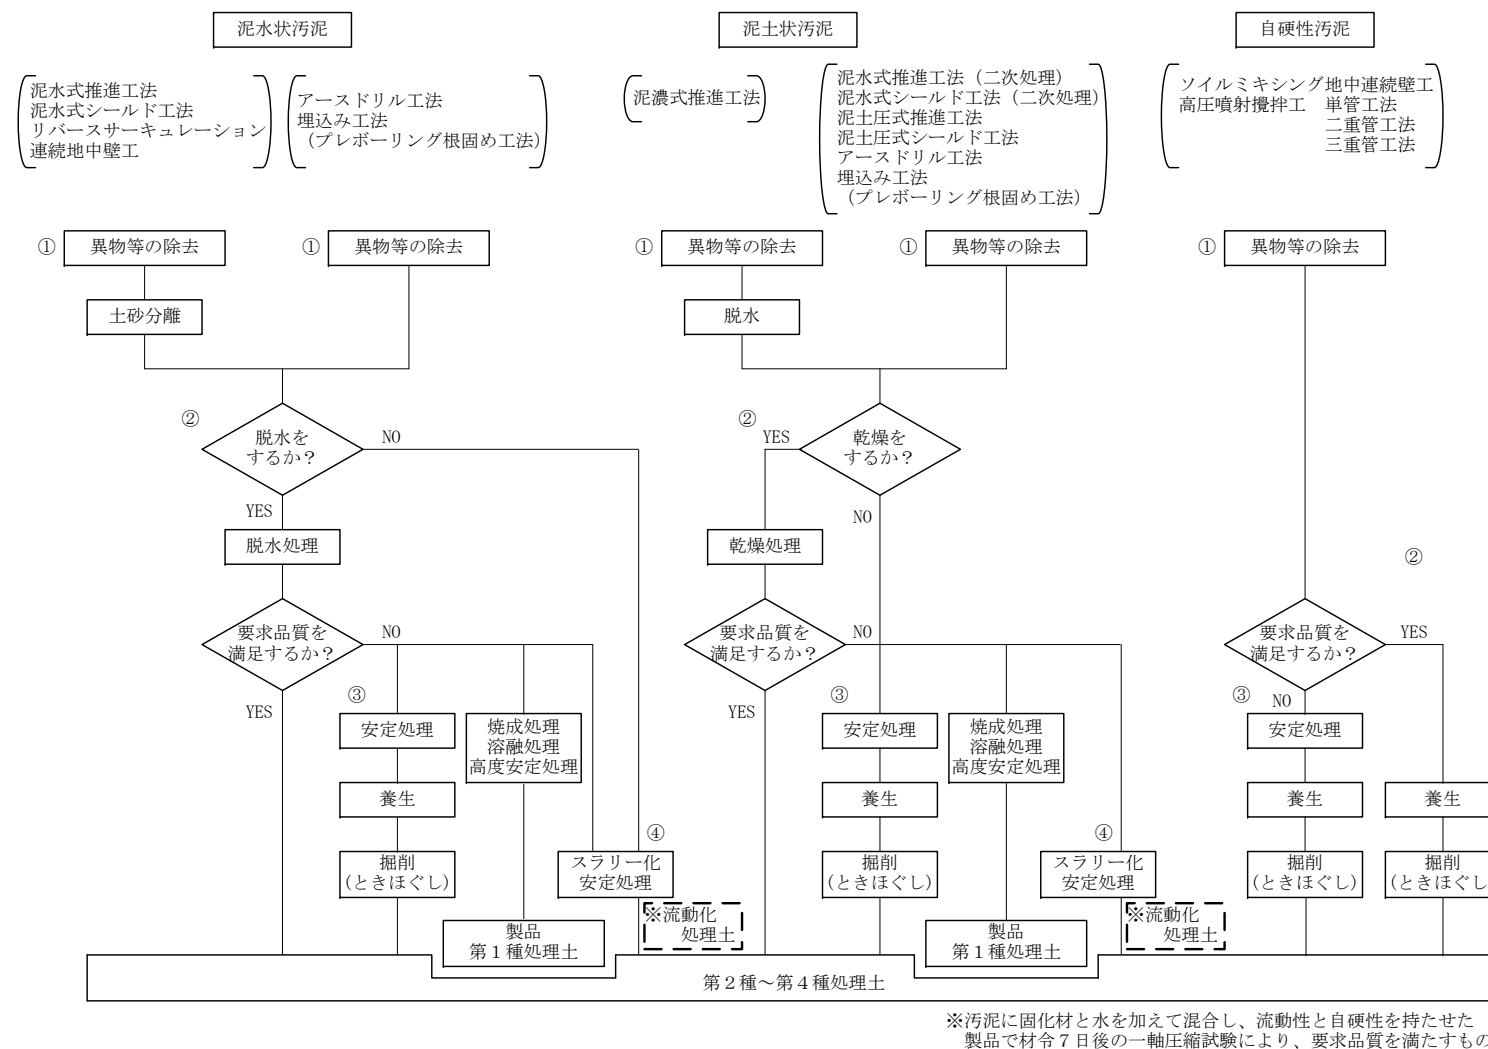 泥水状汚泥
泥水式推進工法
泥水式シールド工法
リバースサーキュレーション
連続地中壁工
アースドリル工法
埋込み工法
（プレボーリング根固め工法）
① 異物等の除去
① 異物等の除去
土砂分離
②
脱水を
するか？
NO
YES
脱水処理
要求品質を
満足するか？
NO
YES
③
安定処理
養生
掘削
(ときほぐし)
焼成処理
溶融処理
高度安定処理
製品
第１種処理土
④
スラリー化
安定処理
※流動化
処理土
泥土状汚泥
泥濃式推進工法
泥水式推進工法（二次処理）
泥水式シールド工法（二次処理）
泥土圧式推進工法
泥土圧式シールド工法
アースドリル工法
埋込み工法
（プレボーリング根固め工法）
① 異物等の除去
① 異物等の除去
脱水
②
乾燥を
するか？
YES
NO
乾燥処理
要求品質を
満足するか？
NO
YES
③
安定処理
養生
掘削
(ときほぐし)
焼成処理
溶融処理
高度安定処理
製品
第１種処理土
④
スラリー化
安定処理
※流動化
処理土
自硬性汚泥
ソイルミキシング地中連続壁工
高圧噴射攪拌工 単管工法
二重管工法
三重管工法
① 異物等の除去
②
要求品質を
満足するか？
YES
③
NO
安定処理
養生
掘削
(ときほぐし)
養生
掘削
(ときほぐし
第２種～第４種処理土
※汚泥に固化材と水を加えて混合し、流動性と自硬性を持たせた
製品で材令７日後の一軸圧縮試験により、要求品質を満たすもの